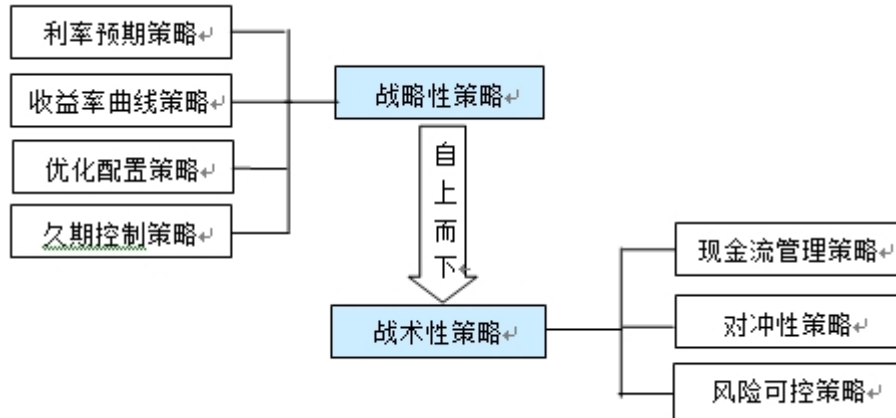 利率预期策略
收益率曲线策略
优化配置策略
久期控制策略
战略性策略
自
上
而
下
战术性策略
现金流管理策略
对冲性策略
风险可控策略